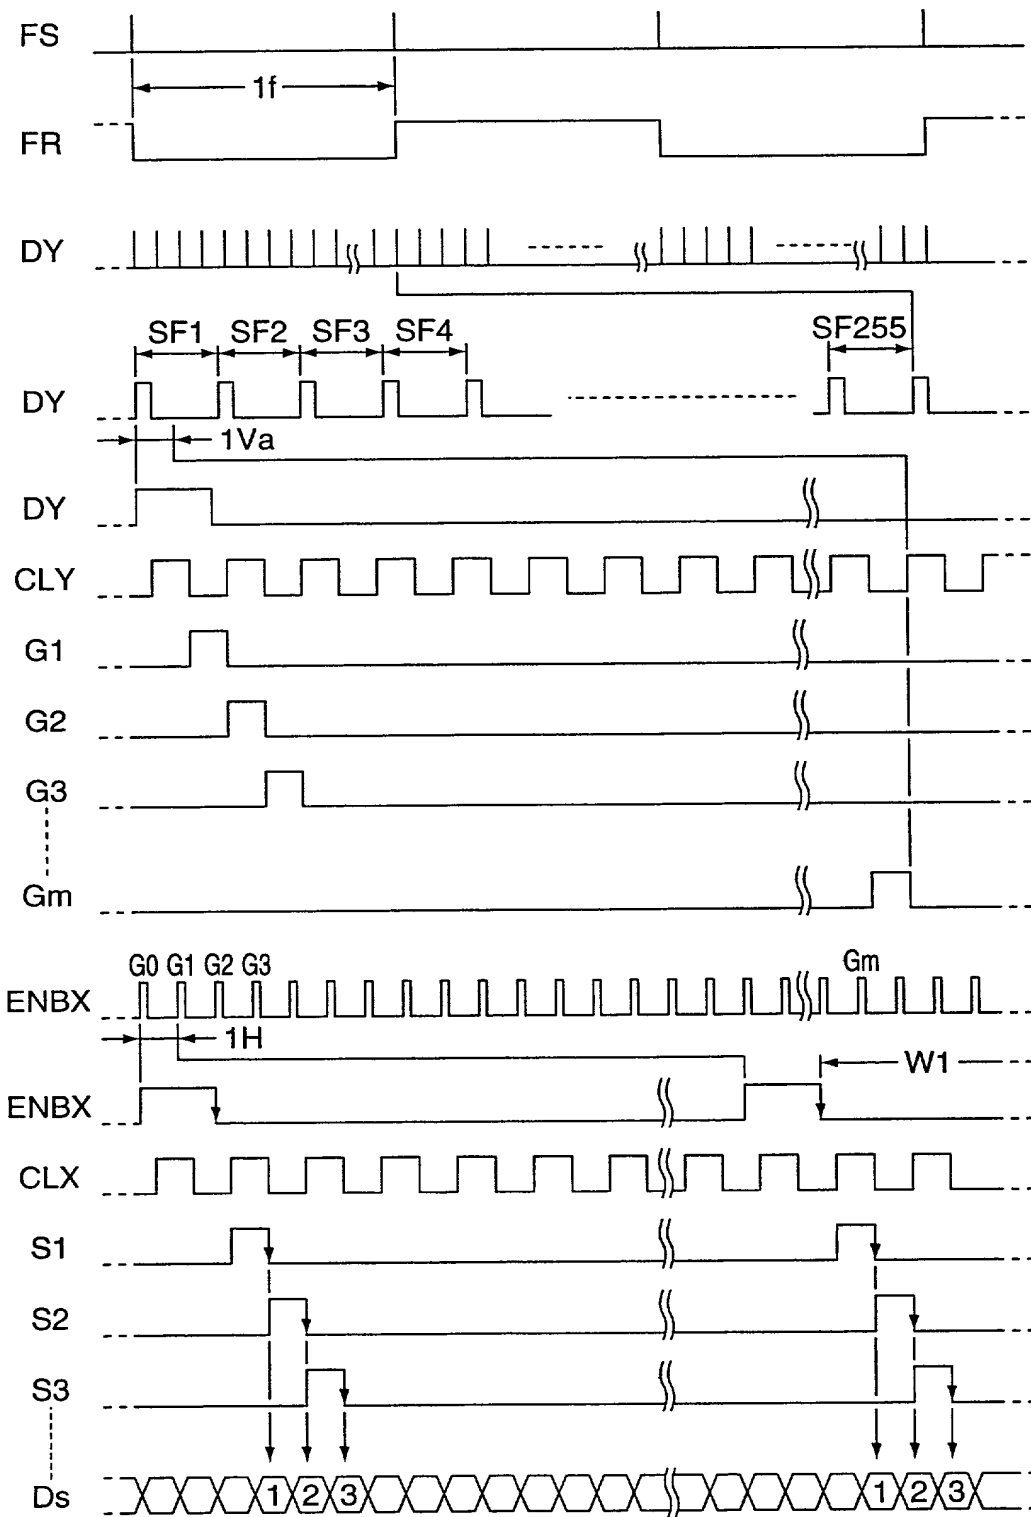 FS
1f
FR
DY
SF1 SF2 SF3 SF4 SF255
DY
1Va
DY
CLY
G1
G2
G3
Gm
G0 G1 G2 G3 Gm
ENBX
1H
W1
ENBX
CLX
S1
S2
S3
Ds 1 2 3 1 2 3